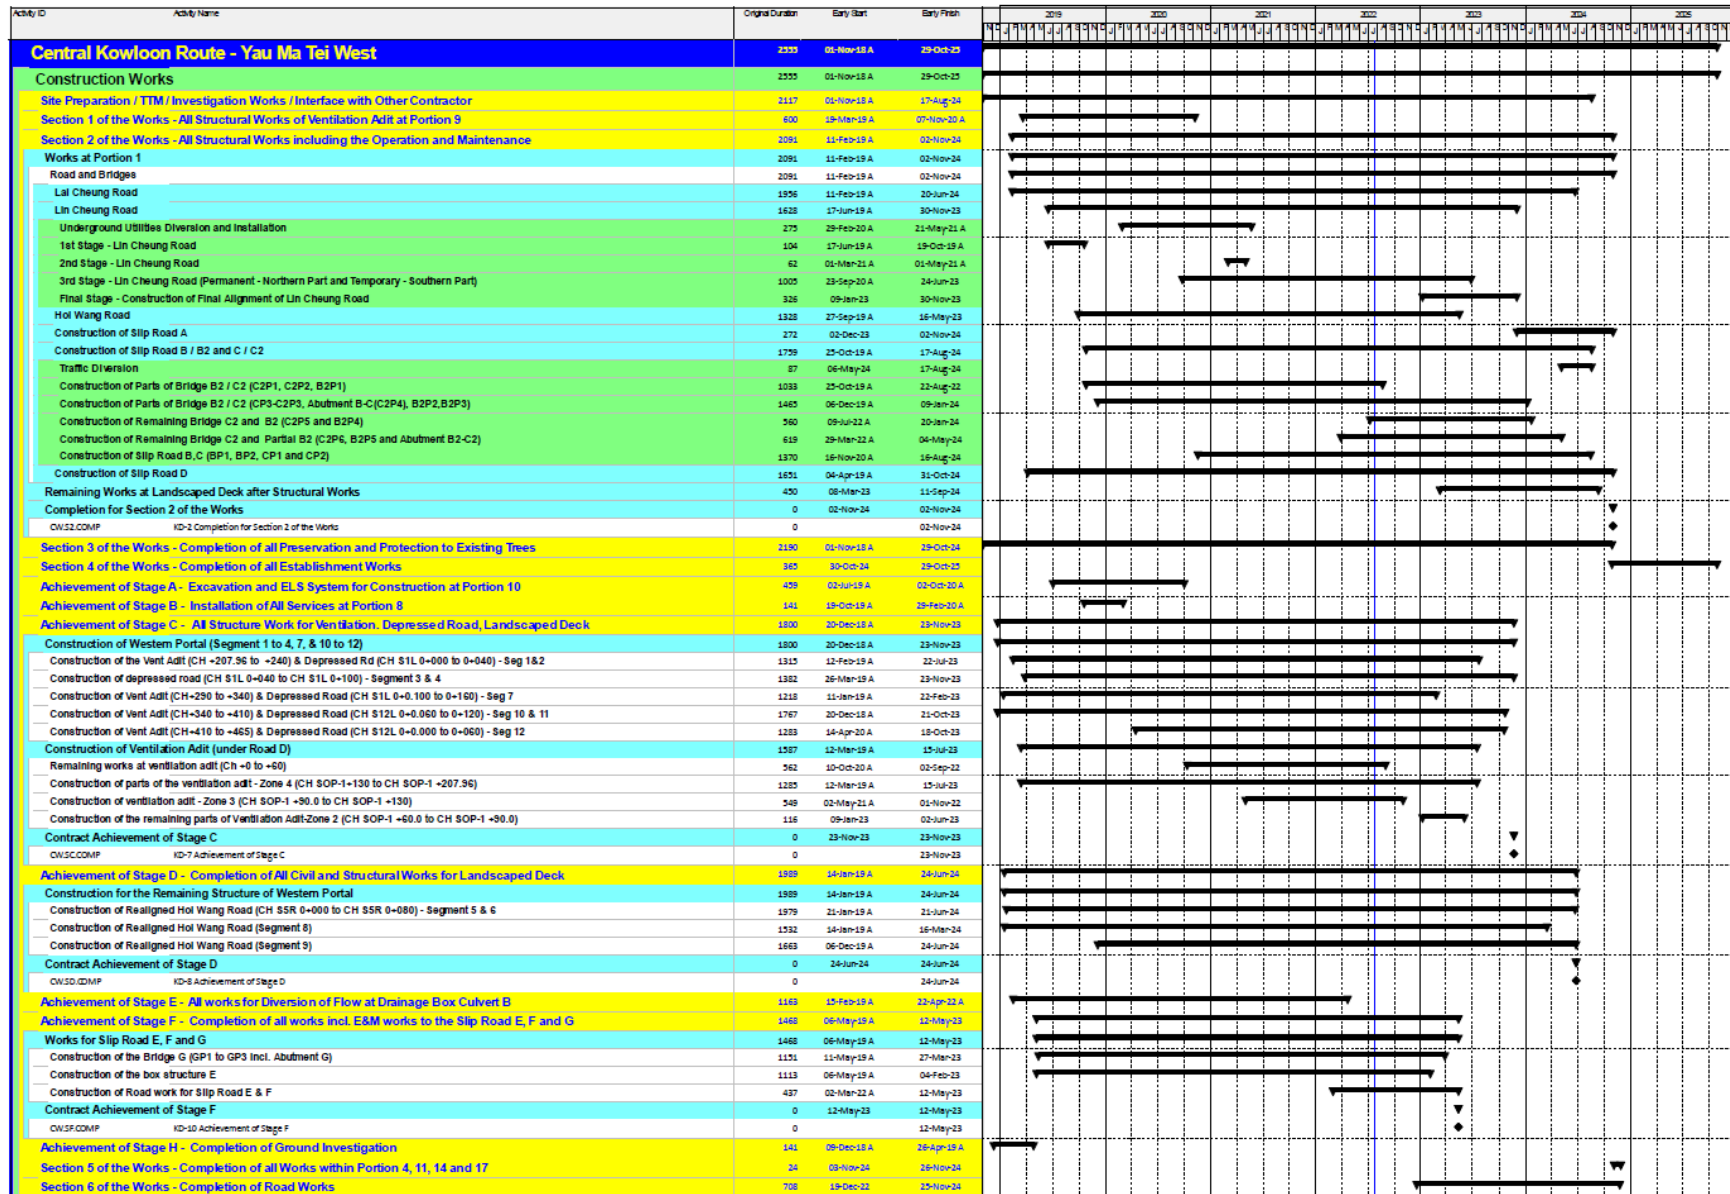 Activity ID Activity Name Original Duration Early Start Early Finish 2019 2020 2021 2022 2023 2024 2025
Central Kowloon Route - Yau Ma Tei West 2555 01-Nov-18 A 29-Oct-25
Construction Works 2555 01-Nov-18 A 29-Oct-25
Site Preparation / TTM / Investigation Works / Interface with Other Contractor 2117 01-Nov-18 A 17-Aug-24
Section 1 of the Works - All Structural Works of Ventilation Adit at Portion 9 600 19-Mar-19 A 07-Nov-20 A
Section 2 of the Works - All Structural Works including the Operation and Maintenance 2091 11-Feb-19 A 02-Nov-24
Works at Portion 1 2091 11-Feb-19 A 02-Nov-24
Road and Bridges 2091 11-Feb-19 A 02-Nov-24
Lai Cheung Road 1956 11-Feb-19 A 20-Jun-24
Lin Cheung Road 1628 17-Jun-19 A 30-Nov-23
Underground Utilities Diversion and Installation 275 29-Feb-20 A 21-May-21 A
1st Stage - Lin Cheung Road 104 17-Jun-19 A 19-Oct-19 A
2nd Stage - Lin Cheung Road 62 01-Mar-21 A 01-May-21 A
3rd Stage - Lin Cheung Road (Permanent - Northern Part and Temporary - Southern Part) 1005 23-Sep-20 A 24-Jun-23
Final Stage - Construction of Final Alignment of Lin Cheung Road 326 09-Jan-23 30-Nov-23
Hoi Wang Road 1328 27-Sep-19 A 16-May-23
Construction of Slip Road A 272 02-Dec-23 02-Nov-24
Construction of Slip Road B / B2 and C / C2 1759 25-Oct-19 A 17-Aug-24
Traffic Diversion 87 06-May-24 17-Aug-24
Construction of Parts of Bridge B2 / C2 (C2P1, C2P2, B2P1) 1033 25-Oct-19 A 22-Aug-22
Construction of Parts of Bridge B2 / C2 (CP3-C2P3, Abutment B-C(C2P4), B2P2,B2P3) 1465 06-Dec-19 A 09-Jan-24
Construction of Remaining Bridge C2 and B2 (C2P5 and B2P4) 560 09-Jul-22 A 20-Jan-24
Construction of Remaining Bridge C2 and Partial B2 (C2P6, B2P5 and Abutment B2-C2) 619 29-Mar-22 A 04-May-24
Construction of Slip Road B,C (BP1, BP2, CP1 and CP2) 1370 16-Nov-20 A 16-Aug-24
Construction of Slip Road D 1651 04-Apr-19 A 31-Oct-24
Remaining Works at Landscaped Deck after Structural Works 450 08-Mar-23 11-Sep-24
Completion for Section 2 of the Works 0 02-Nov-24 02-Nov-24
CW.S2.COMP KD-2 Completion for Section 2 of the Works 0 02-Nov-24
Section 3 of the Works - Completion of all Preservation and Protection to Existing Trees 2190 01-Nov-18 A 29-Oct-24
Section 4 of the Works - Completion of all Establishment Works 365 30-Oct-24 29-Oct-25
Achievement of Stage A - Excavation and ELS System for Construction at Portion 10 459 02-Jul-19 A 02-Oct-20 A
Achievement of Stage B - Installation of All Services at Portion 8 141 19-Oct-19 A 29-Feb-20 A
Achievement of Stage C - All Structure Work for Ventilation. Depressed Road, Landscaped Deck 1800 20-Dec-18 A 23-Nov-23
Construction of Western Portal (Segment 1 to 4, 7, & 10 to 12) 1800 20-Dec-18 A 23-Nov-23
Construction of the Vent Adit (CH +207.96 to +240) & Depressed Rd (CH S1L 0+000 to 0+040) - Seg 1&2 1315 12-Feb-19 A 22-Jul-23
Construction of depressed road (CH S1L 0+040 to CH S1L 0+100) - Segment 3 & 4 1382 26-Mar-19 A 23-Nov-23
Construction of Vent Adit (CH+290 to +340) & Depressed Road (CH S1L 0+0.100 to 0+160) - Seg 7 1218 11-Jan-19 A 22-Feb-23
Construction of Vent Adit (CH+340 to +410) & Depressed Road (CH S12L 0+0.060 to 0+120) - Seg 10 & 11 1767 20-Dec-18 A 21-Oct-23
Construction of Vent Adit (CH+410 to +465) & Depressed Road (CH S12L 0+0.000 to 0+060) - Seg 12 1283 14-Apr-20 A 18-Oct-23
Construction of Ventilation Adit (under Road D) 1587 12-Mar-19 A 15-Jul-23
Remaining works at ventilation adit (Ch +0 to +60) 562 10-Oct-20 A 02-Sep-22
Construction of parts of the ventilation adit - Zone 4 (CH SOP-1+130 to CH SOP-1 +207.96) 1285 12-Mar-19 A 15-Jul-23
Construction of ventilation adit - Zone 3 (CH SOP-1 +90.0 to CH SOP-1 +130) 549 02-May-21 A 01-Nov-22
Construction of the remaining parts of Ventilation Adit-Zone 2 (CH SOP-1 +60.0 to CH SOP-1 +90.0) 116 09-Jan-23 02-Jun-23
Contract Achievement of Stage C 0 23-Nov-23 23-Nov-23
CW.SC.COMP KD-7 Achievement of Stage C 0 23-Nov-23
Achievement of Stage D - Completion of All Civil and Structural Works for Landscaped Deck 1989 14-Jan-19 A 24-Jun-24
Construction for the Remaining Structure of Western Portal 1989 14-Jan-19 A 24-Jun-24
Construction of Realigned Hoi Wang Road (CH S5R 0+000 to CH S5R 0+080) - Segment 5 & 6 1979 21-Jan-19 A 21-Jun-24
Construction of Realigned Hoi Wang Road (Segment 8) 1532 14-Jan-19 A 16-Mar-24
Construction of Realigned Hoi Wang Road (Segment 9) 1663 06-Dec-19 A 24-Jun-24
Contract Achievement of Stage D 0 24-Jun-24 24-Jun-24
CW.SD.COMP KD-8 Achievement of Stage D 0 24-Jun-24
Achievement of Stage E - All works for Diversion of Flow at Drainage Box Culvert B 1163 15-Feb-19 A 22-Apr-22 A
Achievement of Stage F - Completion of all works incl. E&M works to the Slip Road E, F and G 1468 06-May-19 A 12-May-23
Works for Slip Road E, F and G 1468 06-May-19 A 12-May-23
Construction of the Bridge G (GP1 to GP3 Incl. Abutment G) 1151 11-May-19 A 27-Mar-23
Construction of the box structure E 1113 06-May-19 A 04-Feb-23
Construction of Road work for Slip Road E & F 437 02-Mar-22 A 12-May-23
Contract Achievement of Stage F 0 12-May-23 12-May-23
CW.SF.COMP KD-10 Achievement of Stage F 0 12-May-23
Achievement of Stage H - Completion of Ground Investigation 141 09-Dec-18 A 26-Apr-19 A
Section 5 of the Works - Completion of all Works within Portion 4, 11, 14 and 17 24 03-Nov-24 26-Nov-24
Section 6 of the Works - Completion of Road Works 708 19-Dec-22 25-Nov-24